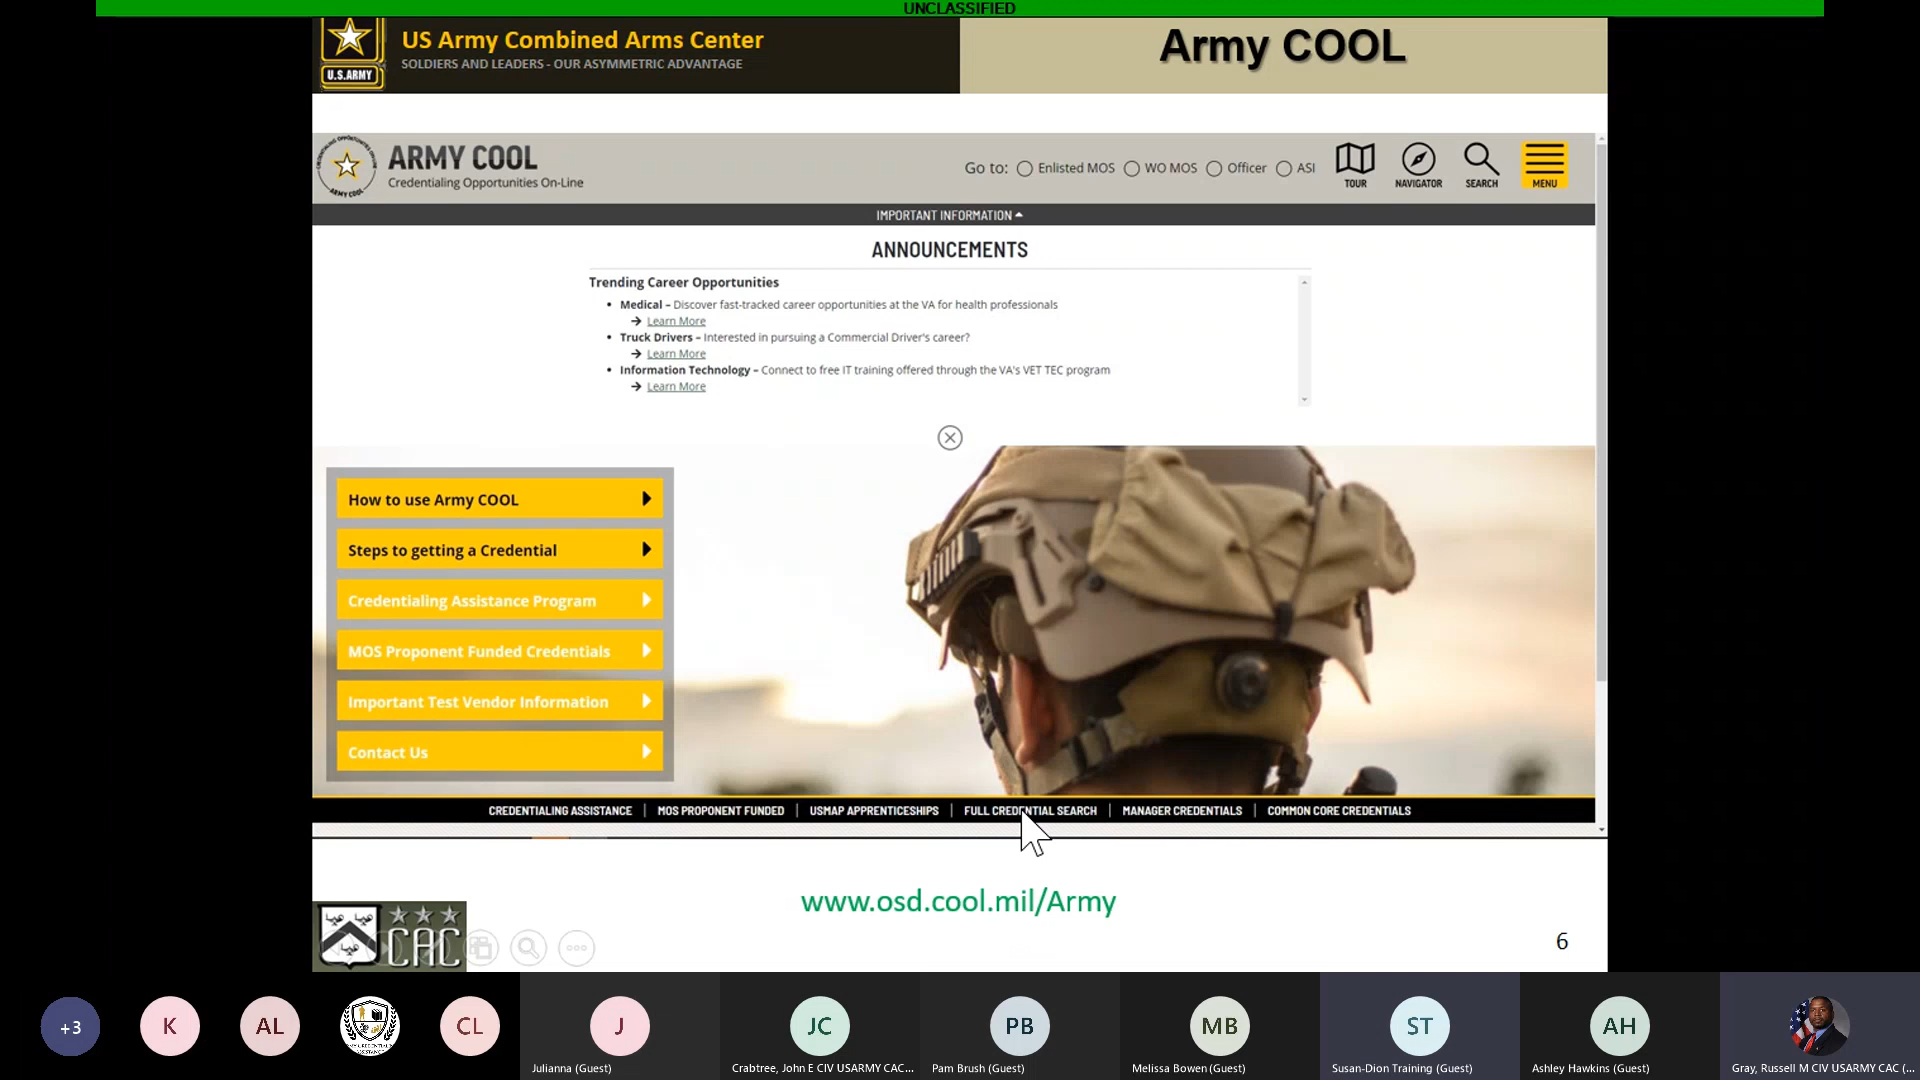 UNCLASSIFIED
US Army Combined Arms Center
SOLDIERS AND LEADERS - OUR ASYMMETRIC ADVANTAGE
U.S.ARMY
Army COOL
ARMY COOL
Credentialing Opportunities On-Line
ARMY COOL
Go to: Enlisted MOS WO MOS Officer ASI
TOUR NAVIGATOR SEARCH MENU
IMPORTANT INFORMATION
ANNOUNCEMENTS
Trending Career Opportunities
• Medical – Discover fast-tracked career opportunities at the VA for health professionals
→ Learn More
• Truck Drivers – Interested in pursuing a Commercial Driver's career?
→ Learn More
• Information Technology – Connect to free IT training offered through the VA's VET TEC program
→ Learn More
How to use Army COOL
Steps to getting a Credential
Credentialing Assistance Program
MOS Proponent Funded Credentials
Important Test Vendor Information
Contact Us
CREDENTIALING ASSISTANCE | MOS PROPONENT FUNDED | USMAP APPRENTICESHIPS | FULL CREDENTIAL SEARCH | MANAGER CREDENTIALS | COMMON CORE CREDENTIALS
www.osd.cool.mil/Army
CAC
6
+3
K
AL
CL
J
JC
PB
MB
ST
AH
Julianna (Guest)
Crabtree, John E CIV USARMY CAC...
Pam Brush (Guest)
Melissa Bowen (Guest)
Susan-Dion Training (Guest)
Ashley Hawkins (Guest)
Gray, Russell M CIV USARMY CAC (...